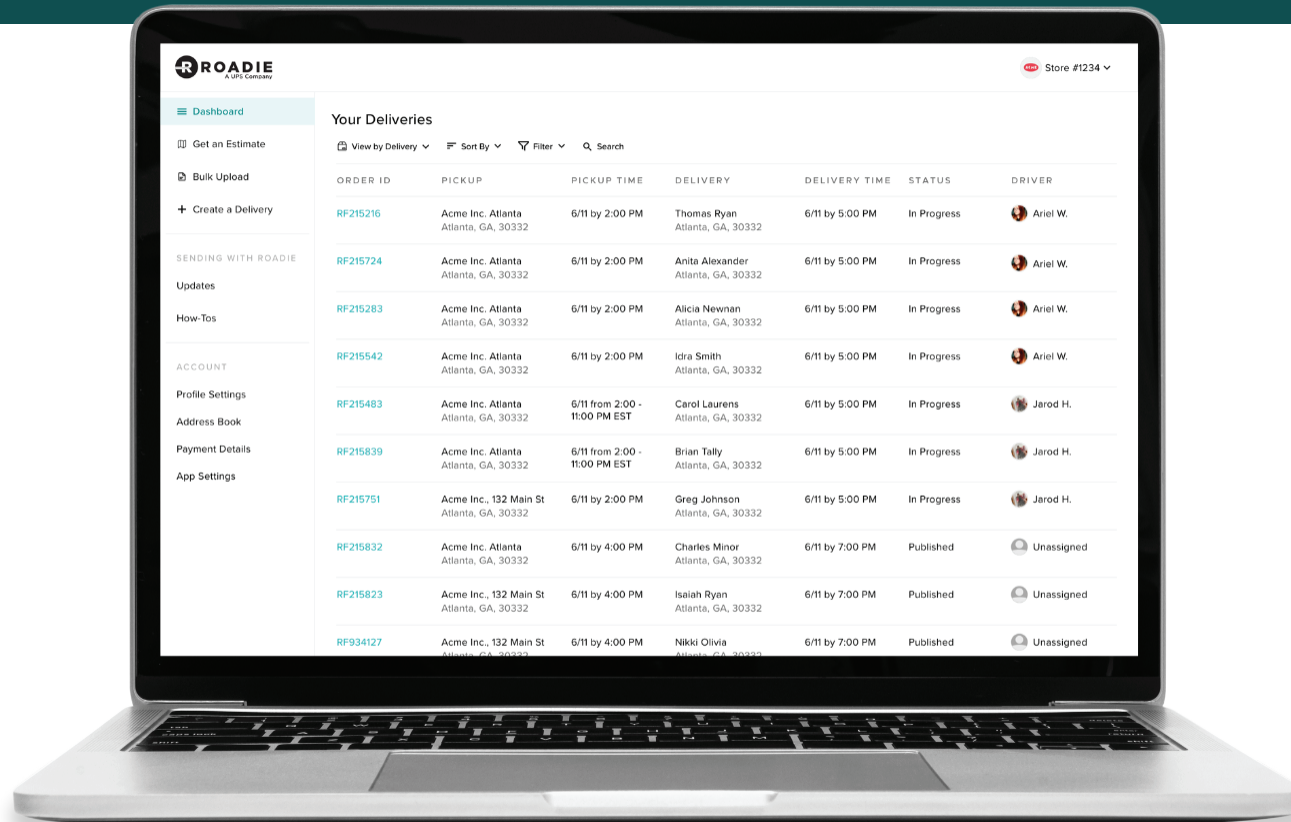 ROADIE
A UPS Company
Store #1234
Dashboard
Get an Estimate
Bulk Upload
Create a Delivery
SENDING WITH ROADIE
Updates
How-Tos
ACCOUNT
Profile Settings
Address Book
Payment Details
App Settings
Your Deliveries
View by Delivery Sort By Filter Search
ORDER ID PICKUP PICKUP TIME DELIVERY DELIVERY TIME STATUS DRIVER
RF215216 Acme Inc. Atlanta 6/11 by 2:00 PM Thomas Ryan 6/11 by 5:00 PM In Progress Ariel W.
Atlanta, GA, 30332 Atlanta, GA, 30332
RF215724 Acme Inc. Atlanta 6/11 by 2:00 PM Anita Alexander 6/11 by 5:00 PM In Progress Ariel W.
Atlanta, GA, 30332 Atlanta, GA, 30332
RF215283 Acme Inc. Atlanta 6/11 by 2:00 PM Alicia Newnan 6/11 by 5:00 PM In Progress Ariel W.
Atlanta, GA, 30332 Atlanta, GA, 30332
RF215542 Acme Inc. Atlanta 6/11 by 2:00 PM Idra Smith 6/11 by 5:00 PM In Progress Ariel W.
Atlanta, GA, 30332 Atlanta, GA, 30332
RF215483 Acme Inc. Atlanta 6/11 from 2:00 - Carol Laurens 6/11 by 5:00 PM In Progress Jarod H.
Atlanta, GA, 30332 11:00 PM EST Atlanta, GA, 30332
RF215839 Acme Inc. Atlanta 6/11 from 2:00 - Brian Tally 6/11 by 5:00 PM In Progress Jarod H.
Atlanta, GA, 30332 11:00 PM EST Atlanta, GA, 30332
RF215751 Acme Inc., 132 Main St 6/11 by 2:00 PM Greg Johnson 6/11 by 5:00 PM In Progress Jarod H.
Atlanta, GA, 30332 Atlanta, GA, 30332
RF215832 Acme Inc. Atlanta 6/11 by 4:00 PM Charles Minor 6/11 by 7:00 PM Published Unassigned
Atlanta, GA, 30332 Atlanta, GA, 30332
RF215823 Acme Inc., 132 Main St 6/11 by 4:00 PM Isaiah Ryan 6/11 by 7:00 PM Published Unassigned
Atlanta, GA, 30332 Atlanta, GA, 30332
RF934127 Acme Inc., 132 Main St 6/11 by 4:00 PM Nikki Olivia 6/11 by 7:00 PM Published Unassigned
Atlanta, GA, 30332 Atlanta, GA, 30332
caps lock
shift